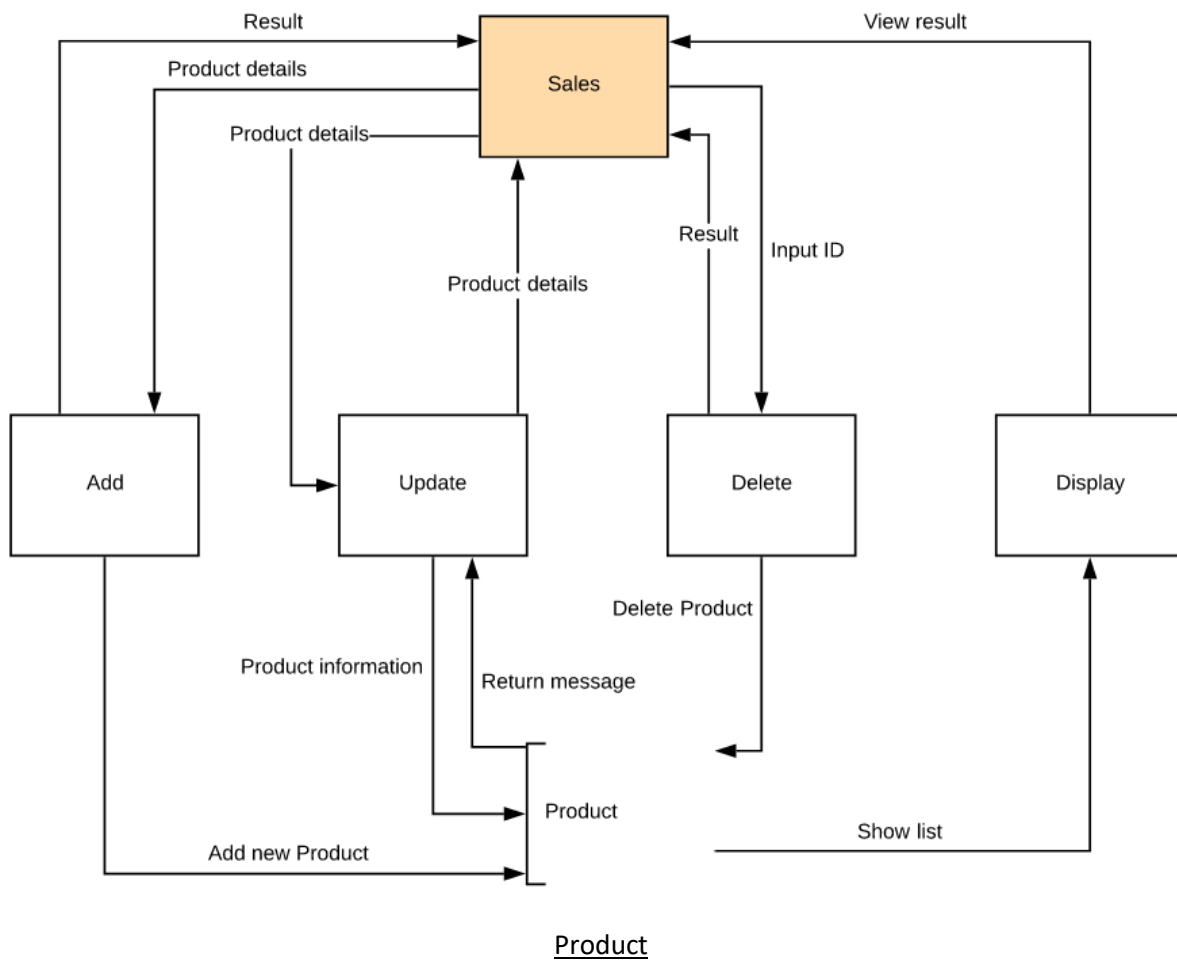 Result
View result
Product details
Sales
Product details
Result
Input ID
Product details
Add
Update
Delete
Display
Delete Product
Product information
Return message
Product
Show list
Add new Product
Product